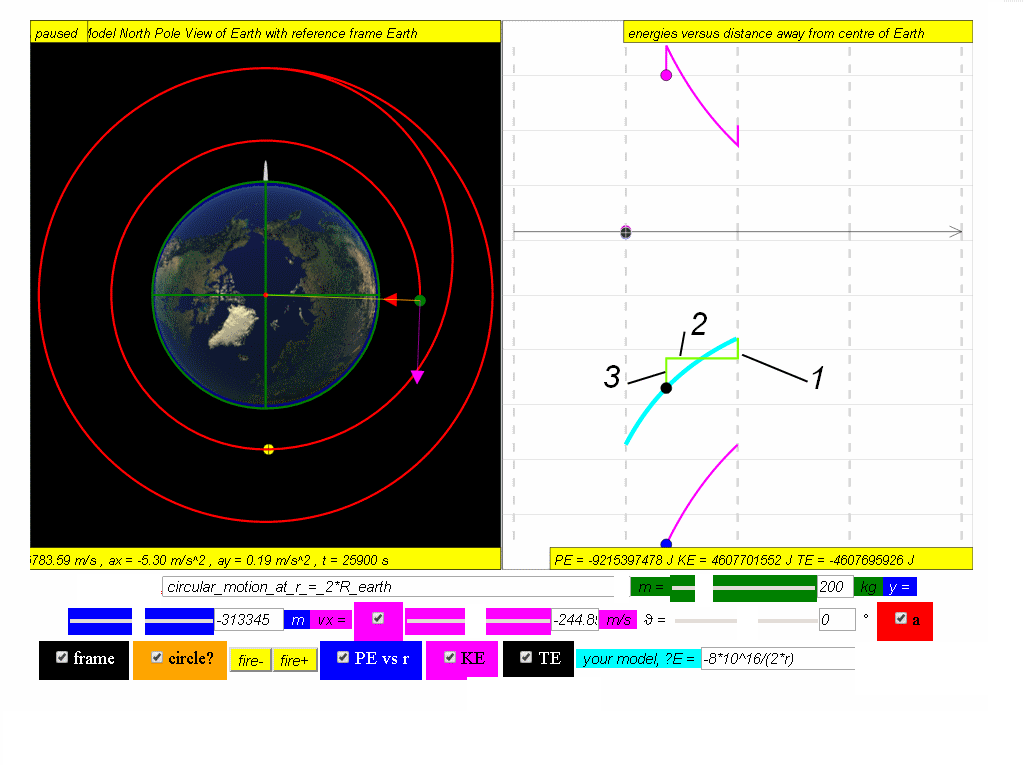 paused
Model North Pole View of Earth with reference frame Earth
energies versus distance away from centre of Earth
2
3
1
5783.59 m/s , ax = -5.30 m/s^2 , ay = 0.19 m/s^2 , t = 25900 s
PE = -9215397478 J KE = 4607701552 J TE = -4607695926 J
circular_motion_at_r_=_2*R_earth
m =
200
kg
y =
-313345
m
vx =
-244.8
m/s
ϑ =
0
°
a
frame
circle?
fire-
fire+
PE vs r
KE
TE
your model, ?E =
-8*10^16/(2*r)